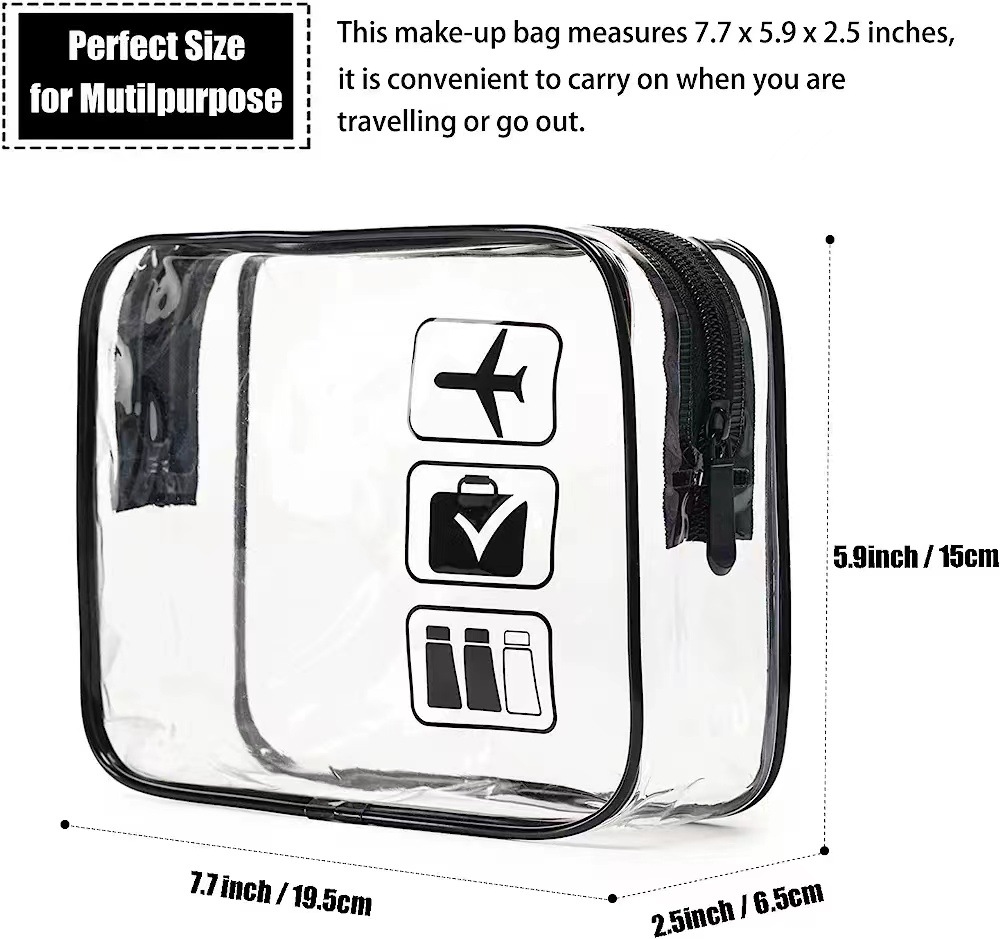 Perfect Size
for Mutilpurpose
This make-up bag measures 7.7 x 5.9 x 2.5 inches,
it is convenient to carry on when you are
travelling or go out.
5.9inch / 15cm
7.7inch / 19.5cm
2.5inch / 6.5cm